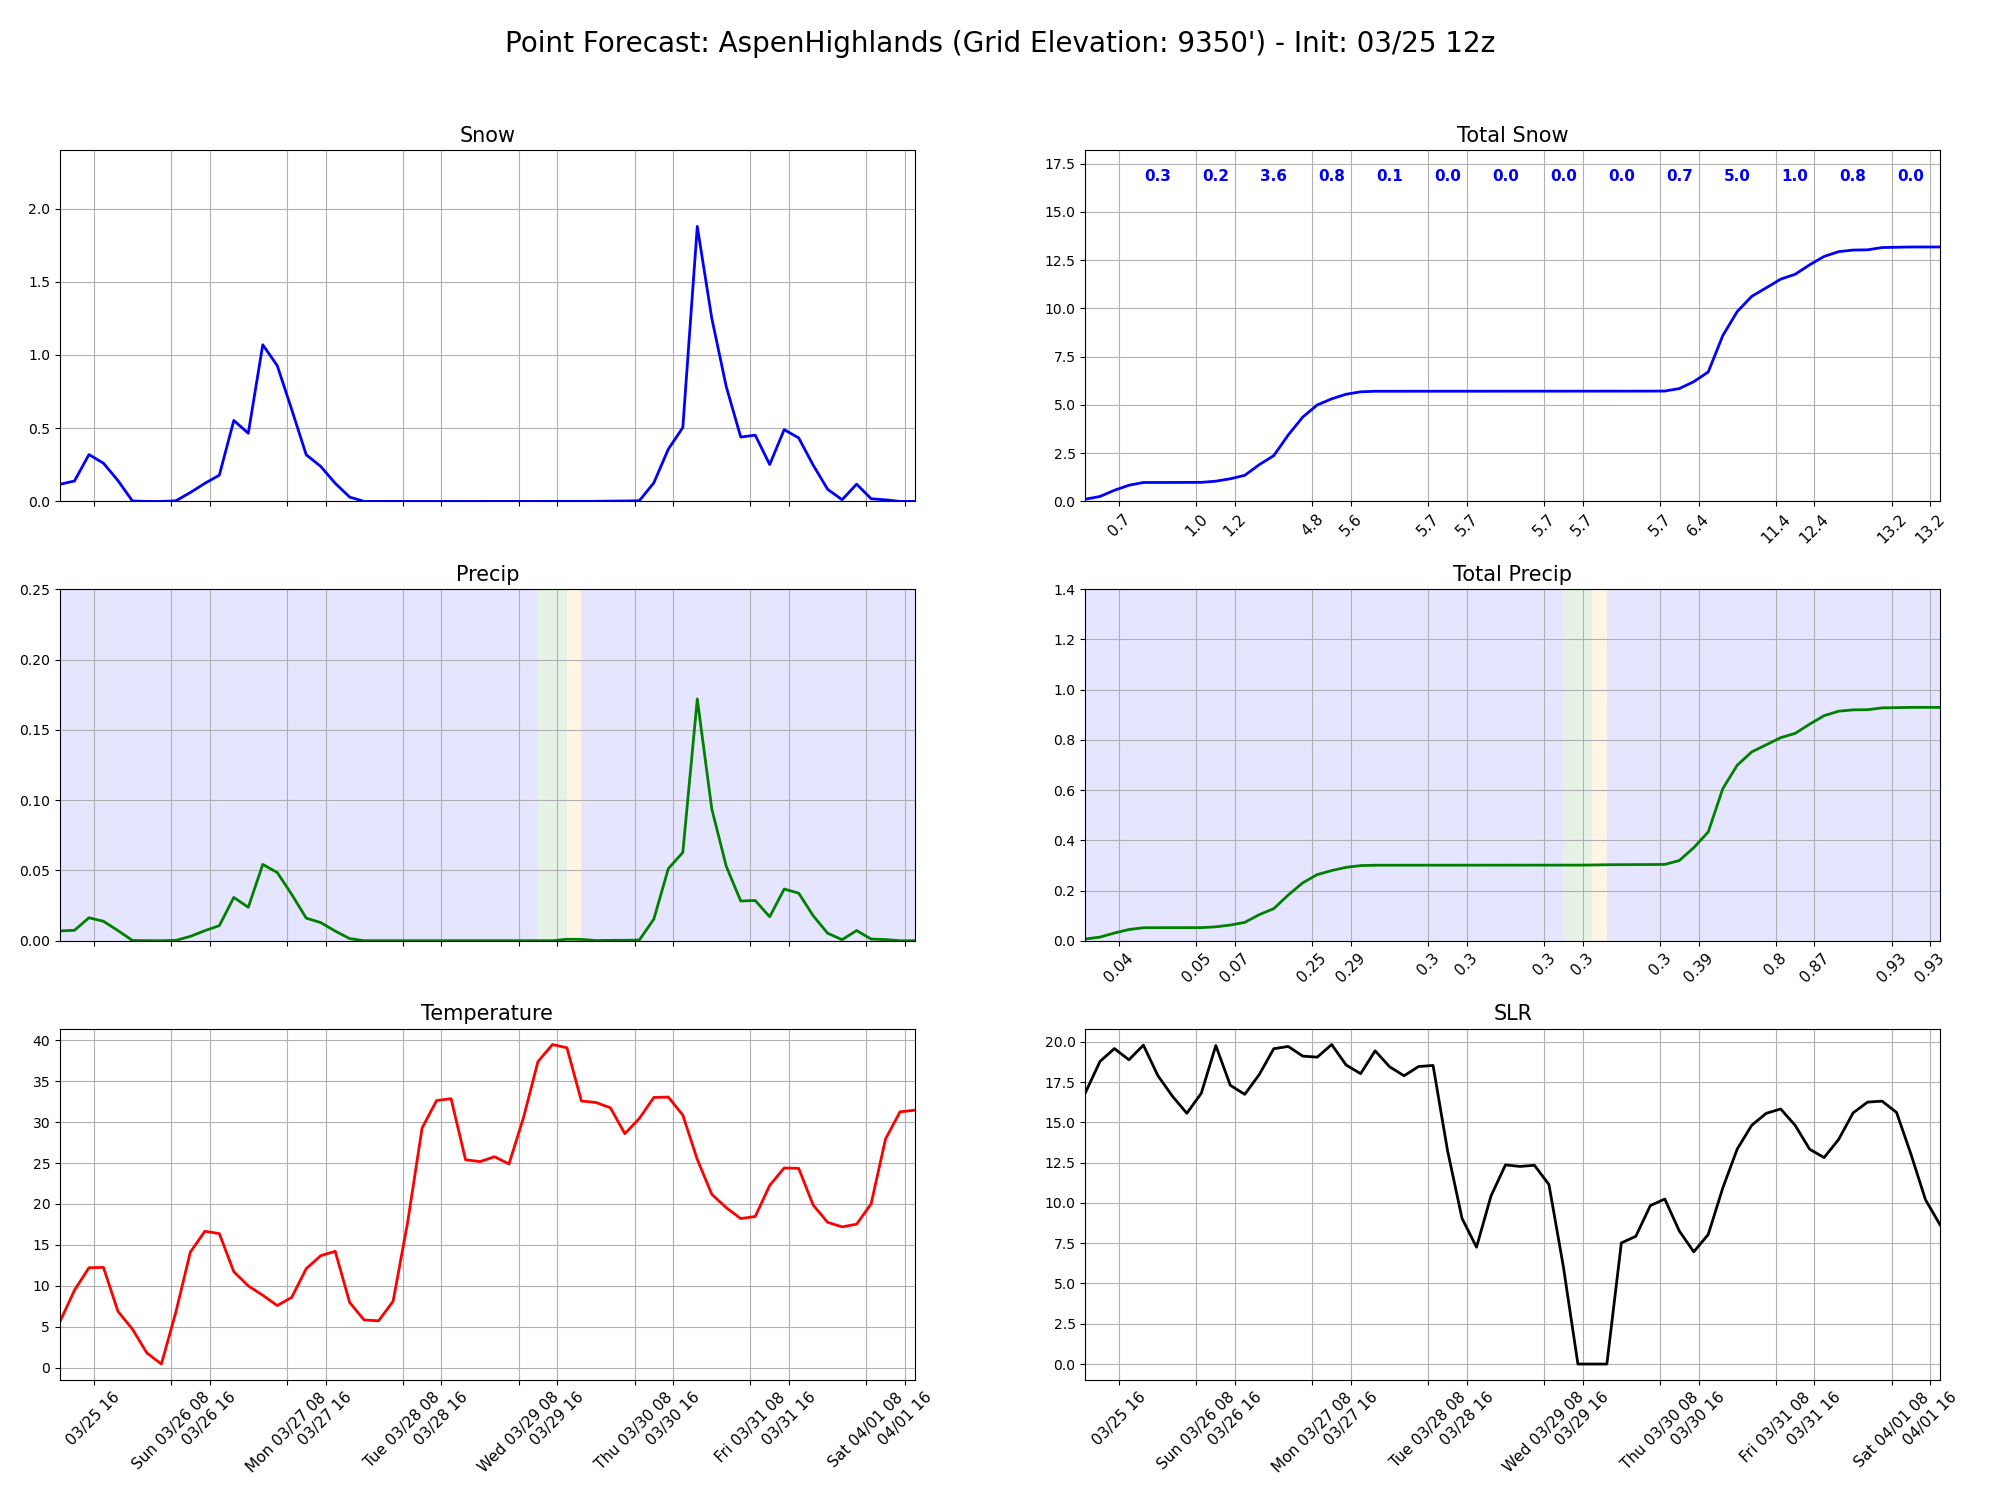 Point Forecast: AspenHighlands (Grid Elevation: 9350') - Init: 03/25 12z
Snow
2.0
1.5
1.0
0.5
0.0
Total Snow
17.5
15.0
12.5
10.0
7.5
5.0
2.5
0.0
0.3 0.2 3.6 0.8 0.1 0.0 0.0 0.0 0.0 0.7 5.0 1.0 0.8 0.0
0.7 1.0 1.2 4.8 5.6 5.7 5.7 5.7 5.7 5.7 6.4 11.4 12.4 13.2 13.2
Precip
0.25
0.20
0.15
0.10
0.05
0.00
Total Precip
1.4
1.2
1.0
0.8
0.6
0.4
0.2
0.0
0.04 0.05 0.07 0.25 0.29 0.3 0.3 0.3 0.3 0.3 0.39 0.8 0.87 0.93 0.93
Temperature
40
35
30
25
20
15
10
5
0
03/25 16
Sun 03/26 08
03/26 16
Mon 03/27 08
03/27 16
Tue 03/28 08
03/28 16
Wed 03/29 08
03/29 16
Thu 03/30 08
03/30 16
Fri 03/31 08
03/31 16
Sat 04/01 08
04/01 16
SLR
20.0
17.5
15.0
12.5
10.0
7.5
5.0
2.5
0.0
03/25 16
Sun 03/26 08
03/26 16
Mon 03/27 08
03/27 16
Tue 03/28 08
03/28 16
Wed 03/29 08
03/29 16
Thu 03/30 08
03/30 16
Fri 03/31 08
03/31 16
Sat 04/01 08
04/01 16